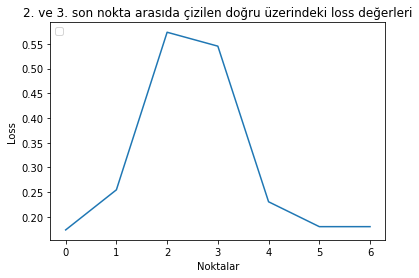 2. ve 3. son nokta arasıda çizilen doğru üzerindeki loss değerleri
0.55
0.50
0.45
0.40
0.35
0.30
0.25
0.20
Loss
0 1 2 3 4 5 6
Noktalar